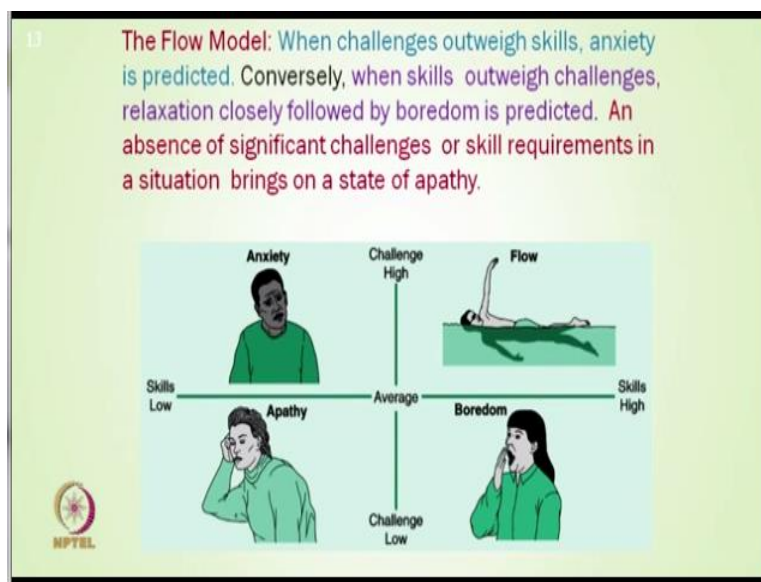 13
The Flow Model: When challenges outweigh skills, anxiety
is predicted. Conversely, when skills outweigh challenges,
relaxation closely followed by boredom is predicted. An
absence of significant challenges or skill requirements in
a situation brings on a state of apathy.
Anxiety
Challenge
High
Flow
Skills
Low
Average
Skills
High
Apathy
Boredom
Challenge
Low
NPTEL